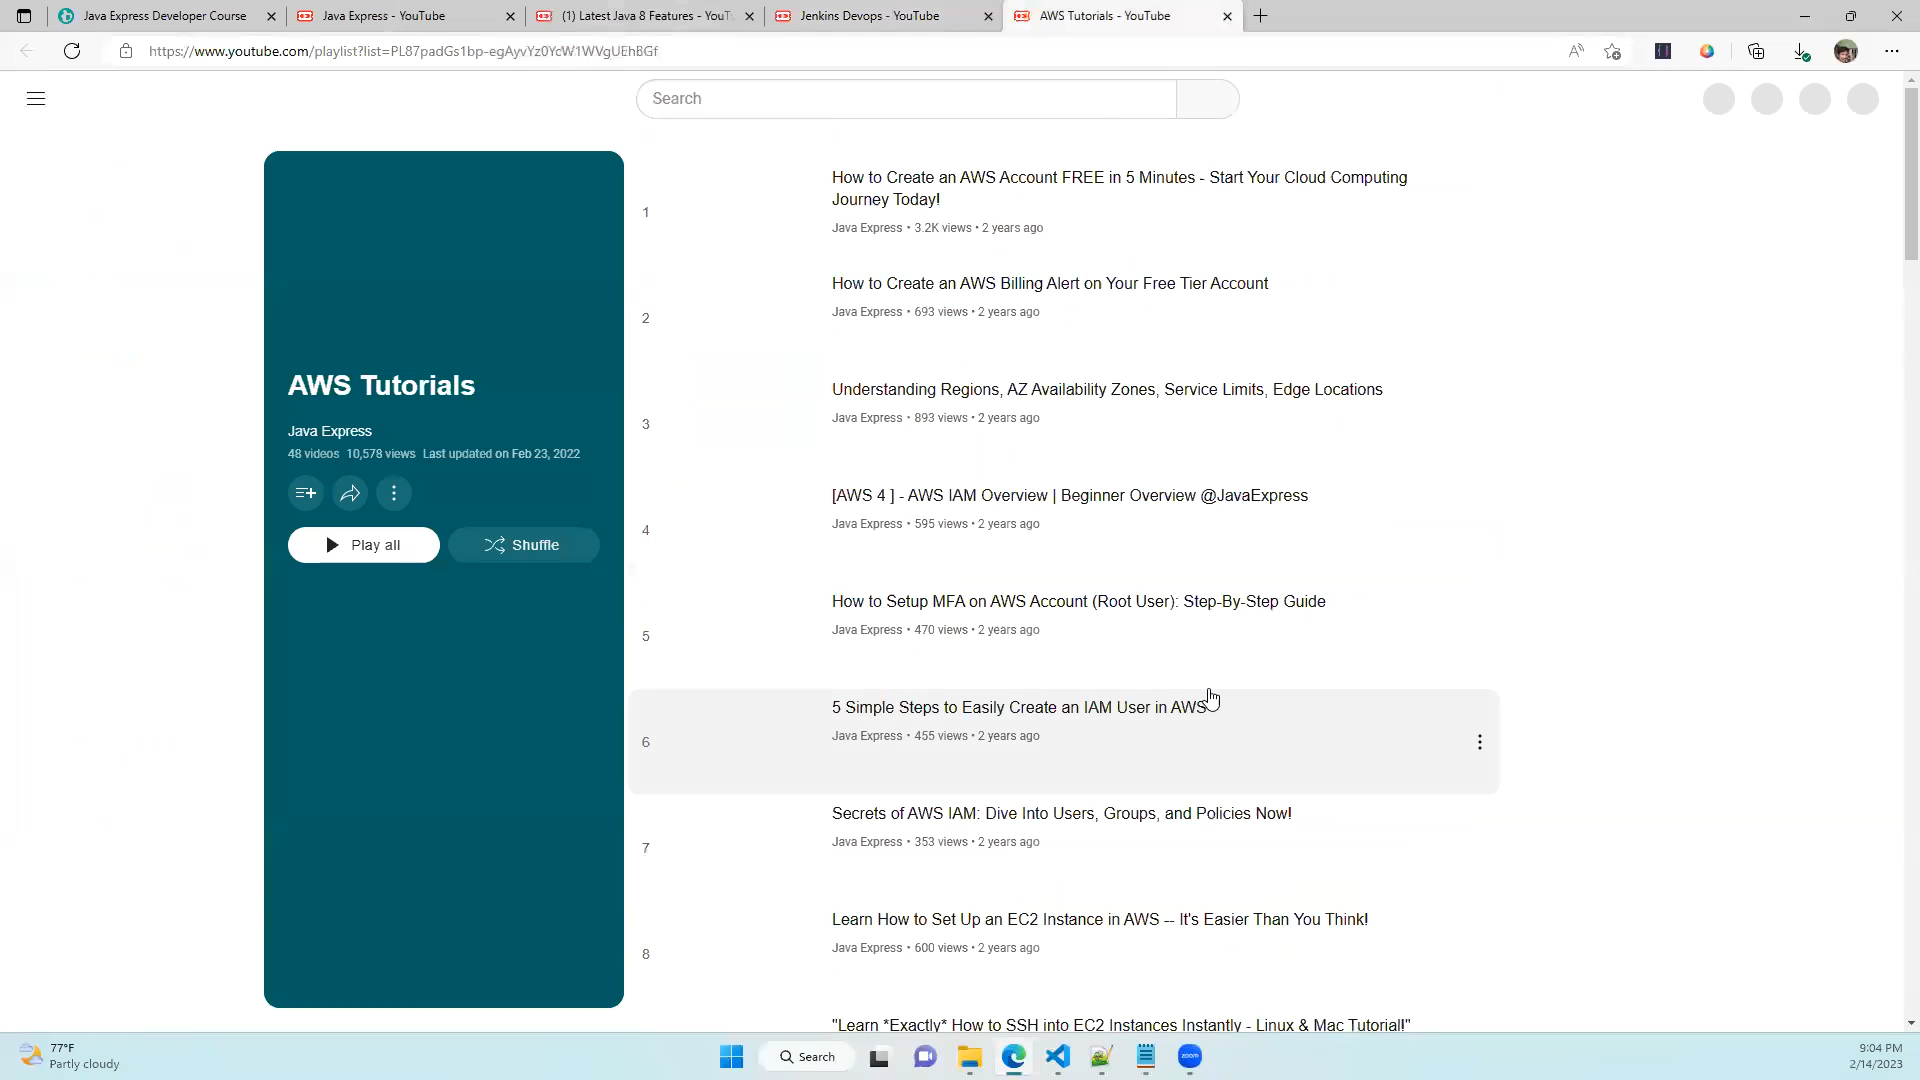 Java Express Developer Course
Java Express - YouTube
(1) Latest Java 8 Features - YouT
Jenkins Devops - YouTube
AWS Tutorials - YouTube
https://www.youtube.com/playlist?list=PL87padGs1bp-egAyvYz0YcW1WVgUEhBGf
Search
AWS Tutorials
Java Express
48 videos 10,578 views Last updated on Feb 23, 2022
Play all
Shuffle
1
How to Create an AWS Account FREE in 5 Minutes - Start Your Cloud Computing
Journey Today!
Java Express • 3.2K views • 2 years ago
2
How to Create an AWS Billing Alert on Your Free Tier Account
Java Express • 693 views • 2 years ago
3
Understanding Regions, AZ Availability Zones, Service Limits, Edge Locations
Java Express • 893 views • 2 years ago
4
[AWS 4 ] - AWS IAM Overview | Beginner Overview @JavaExpress
Java Express • 595 views • 2 years ago
5
How to Setup MFA on AWS Account (Root User): Step-By-Step Guide
Java Express • 470 views • 2 years ago
6
5 Simple Steps to Easily Create an IAM User in AWS
Java Express • 455 views • 2 years ago
7
Secrets of AWS IAM: Dive Into Users, Groups, and Policies Now!
Java Express • 353 views • 2 years ago
8
Learn How to Set Up an EC2 Instance in AWS -- It's Easier Than You Think!
Java Express • 600 views • 2 years ago
"Learn *Exactly* How to SSH into EC2 Instances Instantly - Linux & Mac Tutorial!"
77°F
Partly cloudy
Search
zoom
9:04 PM
2/14/2023